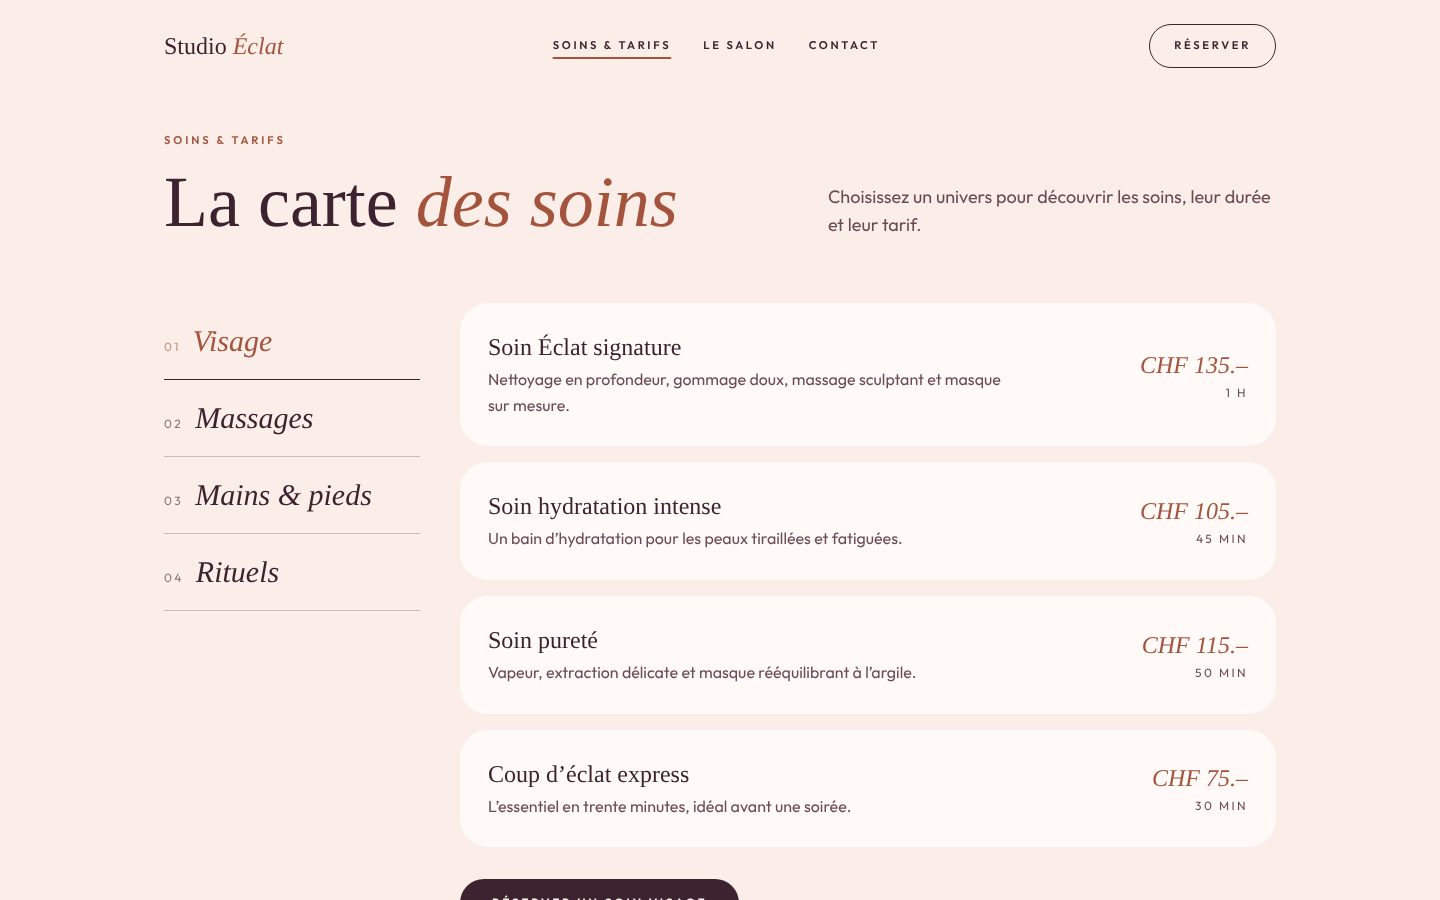 Studio Éclat
SOINS & TARIFS
LE SALON
CONTACT
RÉSERVER
SOINS & TARIFS
La carte des soins
Choisissez un univers pour découvrir les soins, leur durée
et leur tarif.
01 Visage
02 Massages
03 Mains & pieds
04 Rituels
Soin Éclat signature
Nettoyage en profondeur, gommage doux, massage sculptant et masque
sur mesure.
CHF 135.–
1 H
Soin hydratation intense
Un bain d’hydratation pour les peaux tiraillées et fatiguées.
CHF 105.–
45 MIN
Soin pureté
Vapeur, extraction délicate et masque rééquilibrant à l’argile.
CHF 115.–
50 MIN
Coup d’éclat express
L’essentiel en trente minutes, idéal avant une soirée.
CHF 75.–
30 MIN